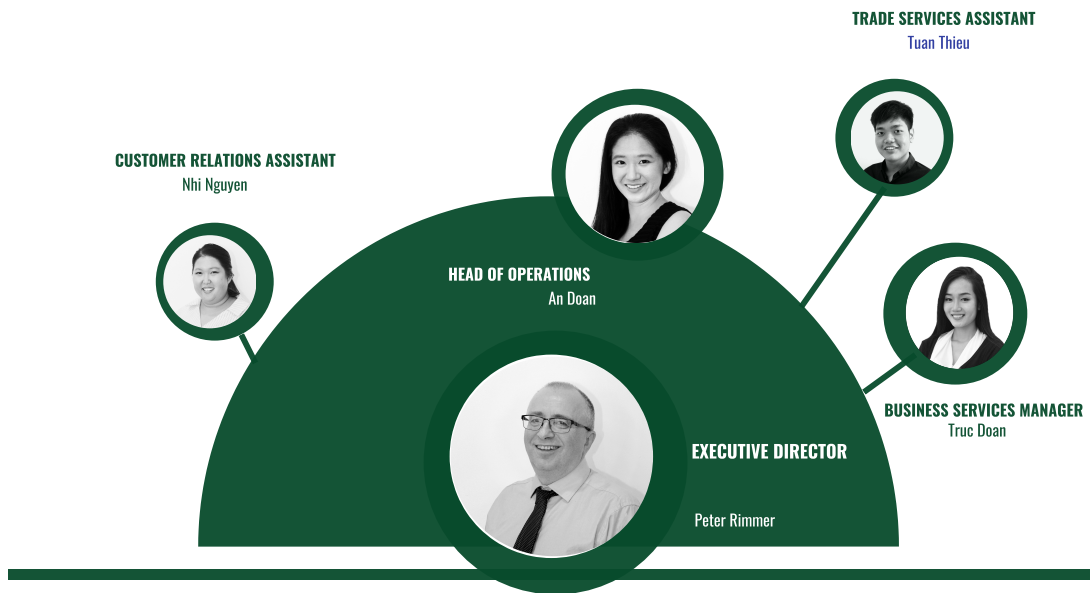 TRADE SERVICES ASSISTANT
Tuan Thieu
CUSTOMER RELATIONS ASSISTANT
Nhi Nguyen
HEAD OF OPERATIONS
An Doan
BUSINESS SERVICES MANAGER
Truc Doan
EXECUTIVE DIRECTOR
Peter Rimmer